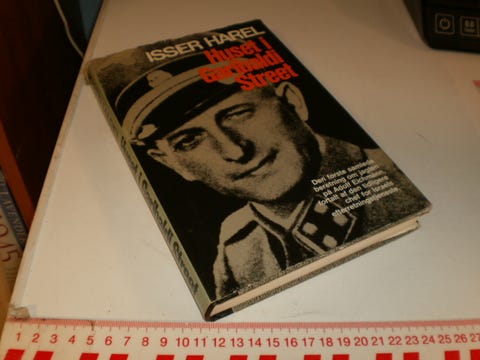 ISSER HAREL
Huset i
Garibaldi
Street
Den første samlede
beretning om jagten
på Adolf Eichmann,
fortalt af den tidligere
chef for Israels
efterretningstjeneste
1 2 3 4 5 6 7 8 9 10 11 12 13 14 15 16 17 18 19 20 21 22 23 24 25 26 27